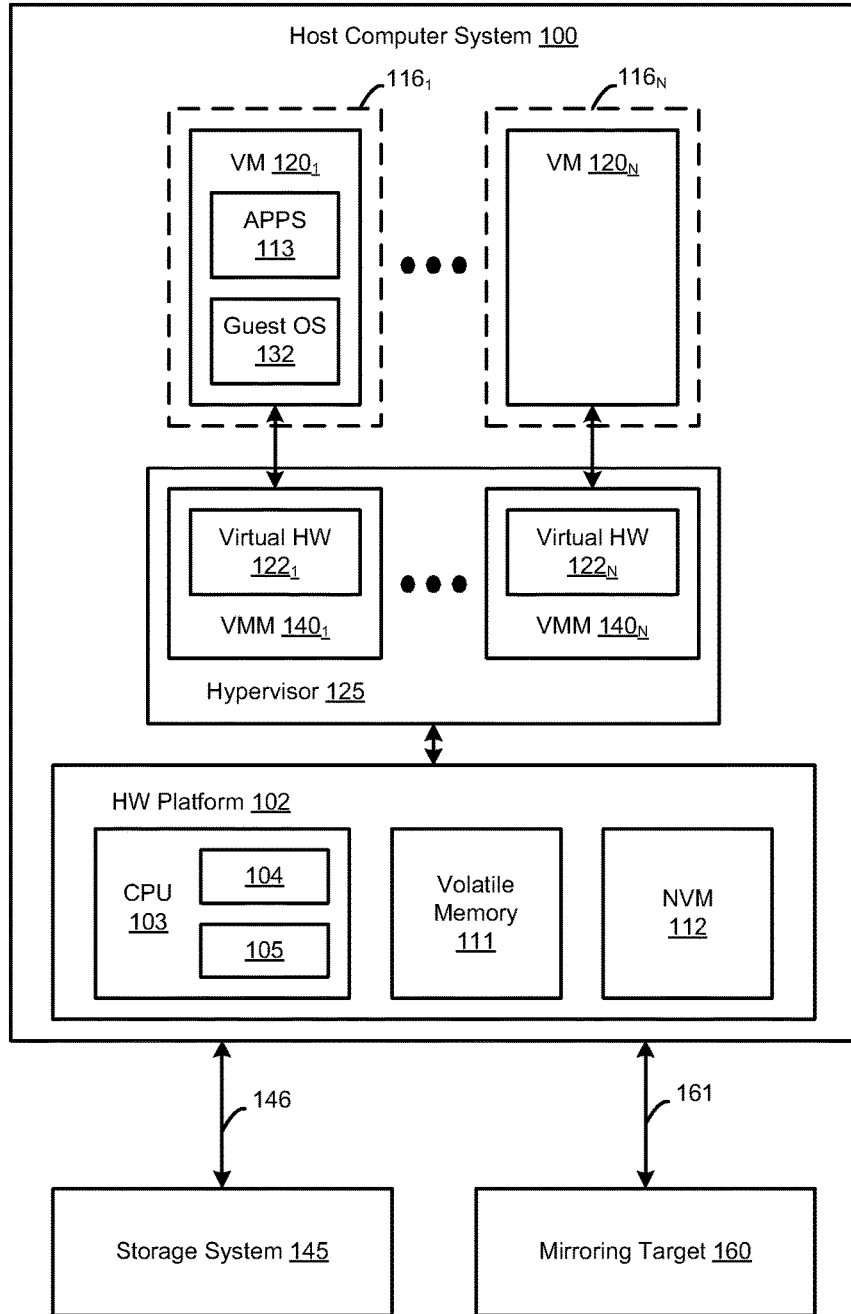 Host Computer System 100
116₁
116ₙ
VM 120₁
VM 120ₙ
APPS
113
Guest OS
132
Virtual HW
122₁
Virtual HW
122ₙ
VMM 140₁
VMM 140ₙ
Hypervisor 125
HW Platform 102
CPU
103
104
105
Volatile
Memory
111
NVM
112
146
161
Storage System 145
Mirroring Target 160